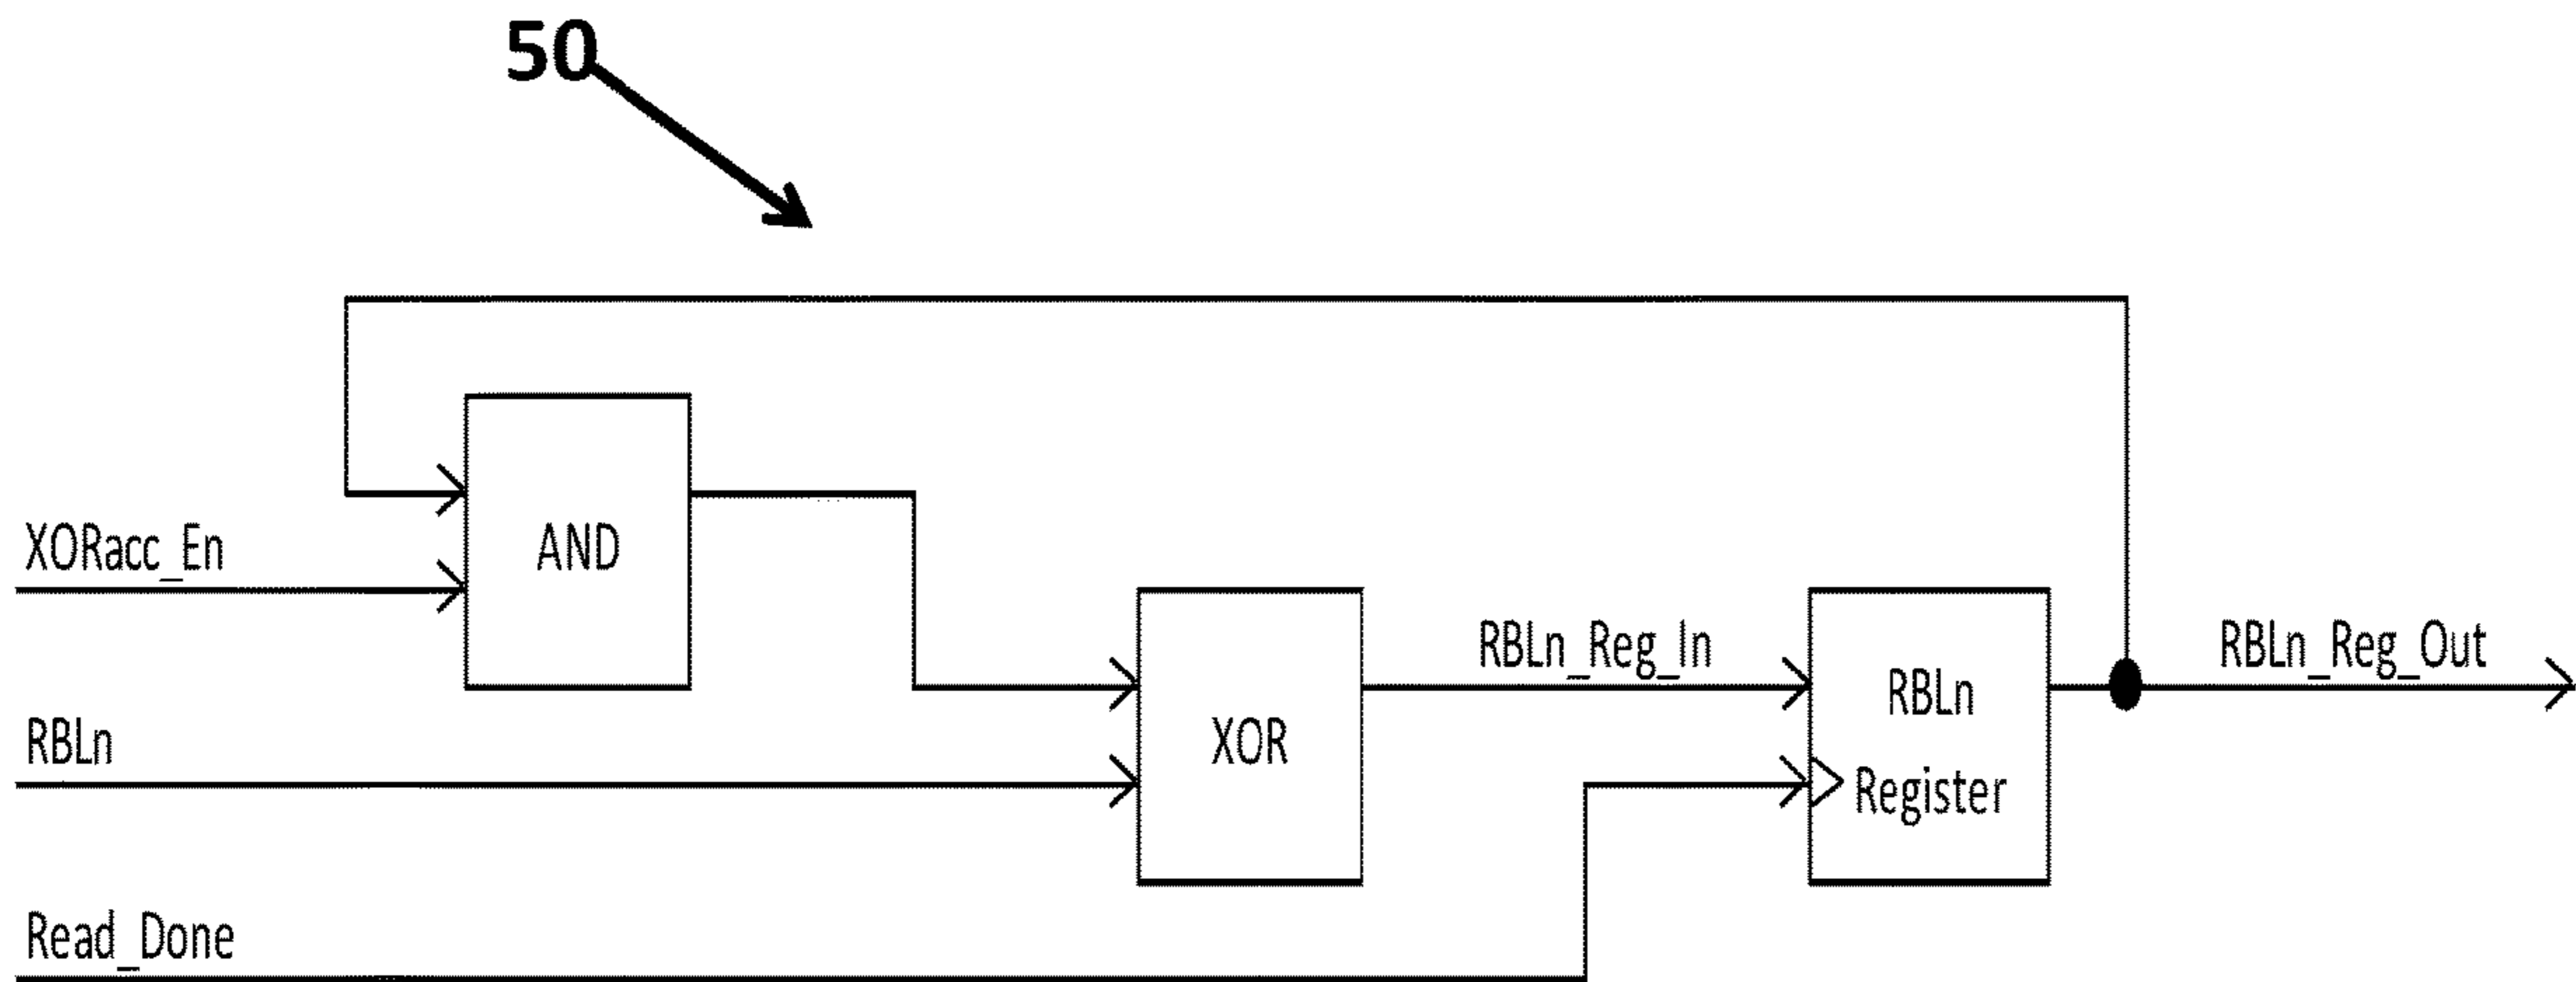 50
XORacc_En
AND
RBLn
XOR
RBLn_Reg_In
RBLn
Register
RBLn_Reg_Out
Read_Done